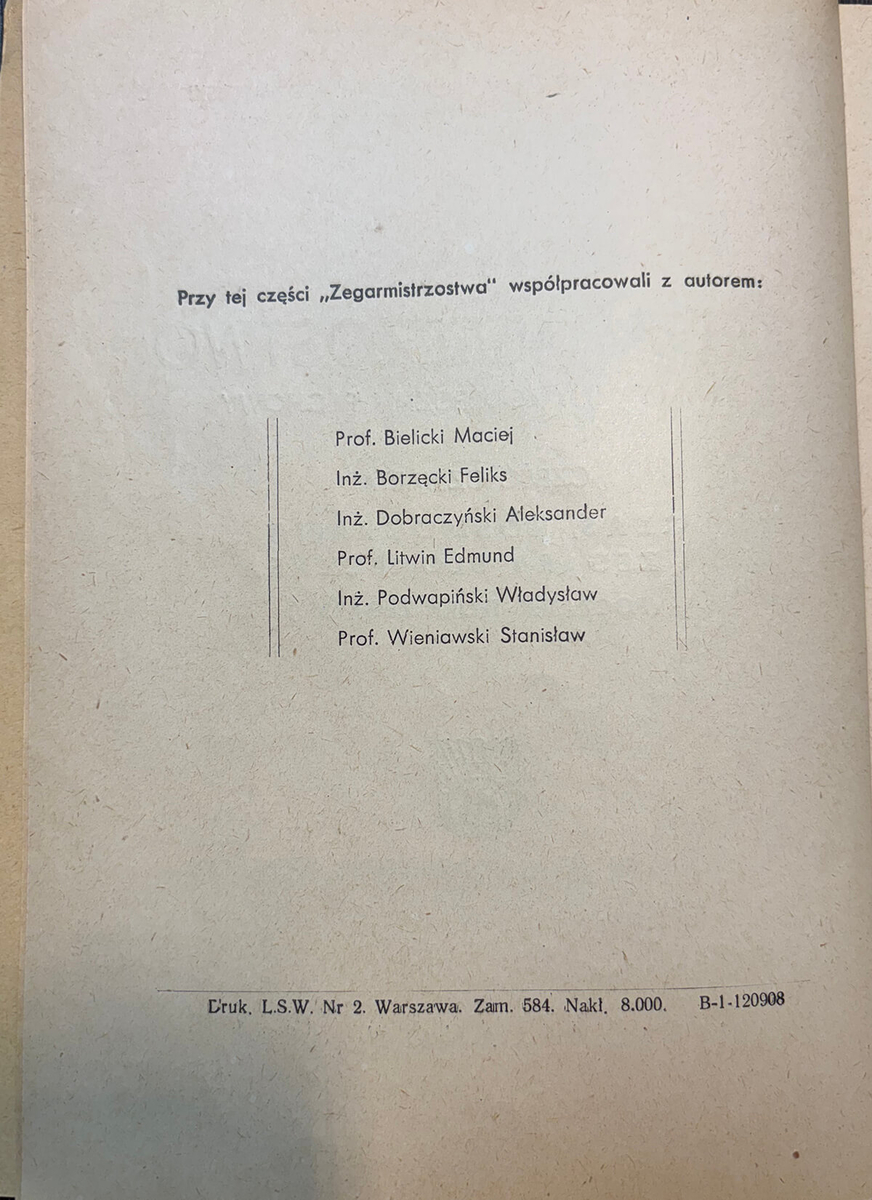 Przy tej części „Zegarmistrzostwa" współpracowali z autorem:
Prof. Bielicki Maciej
Inż. Borzęcki Feliks
Inż. Dobraczyński Aleksander
Prof. Litwin Edmund
Inż. Podwapiński Władysław
Prof. Wieniawski Stanisław
Druk. L.S.W. Nr 2. Warszawa. Zam. 584. Nakł. 8.000. B-1-120908